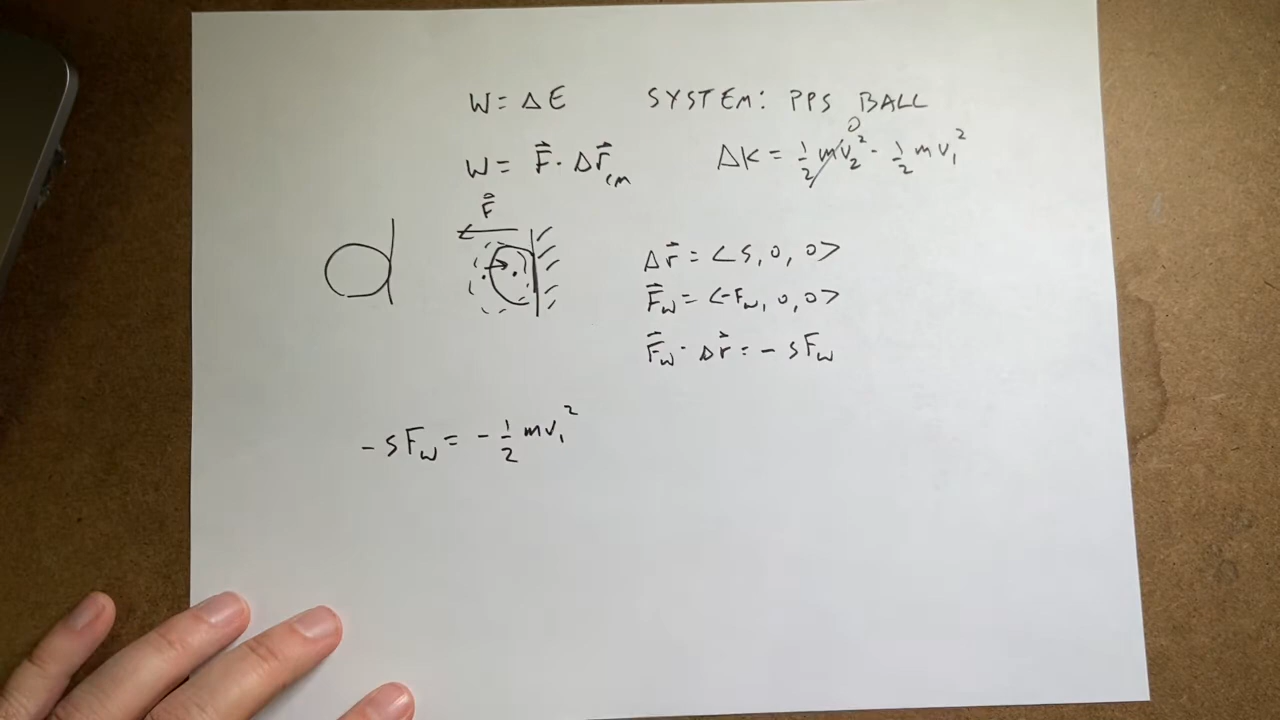 W = ΔE SYSTEM: PPS BALL
W = F⃗ · Δr⃗cm ΔK = ½mv₂² - ½mv₁²
0
F⃗
Δr⃗ = <s, 0, 0>
F⃗w = <-Fw, 0, 0>
F⃗w · Δr⃗ = - sFw
- sFw = - ½mv₁²